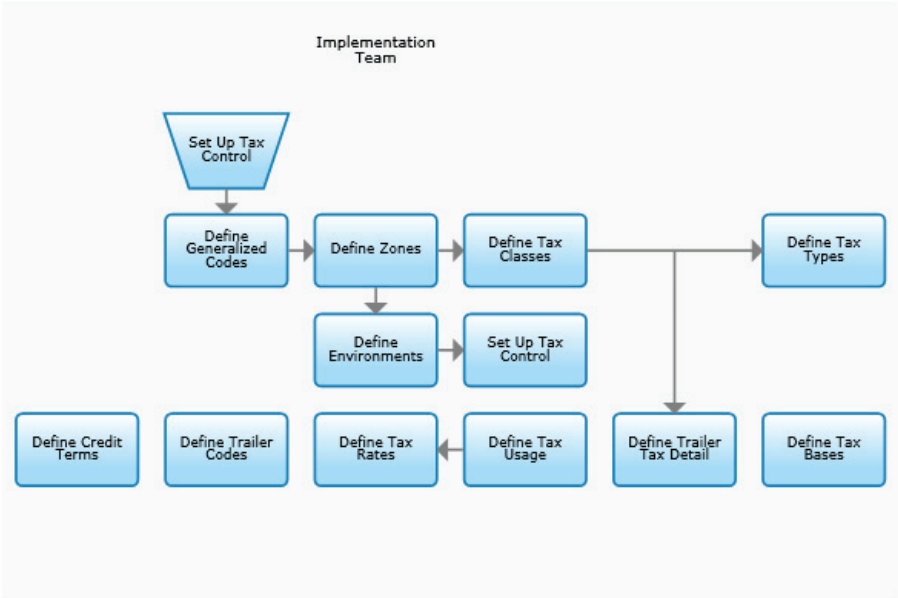 Implementation
Team
Set Up Tax
Control
Define
Generalized
Codes
Define Zones
Define Tax
Classes
Define Tax
Types
Define
Environments
Set Up Tax
Control
Define Credit
Terms
Define Trailer
Codes
Define Tax
Rates
Define Tax
Usage
Define Trailer
Tax Detail
Define Tax
Bases